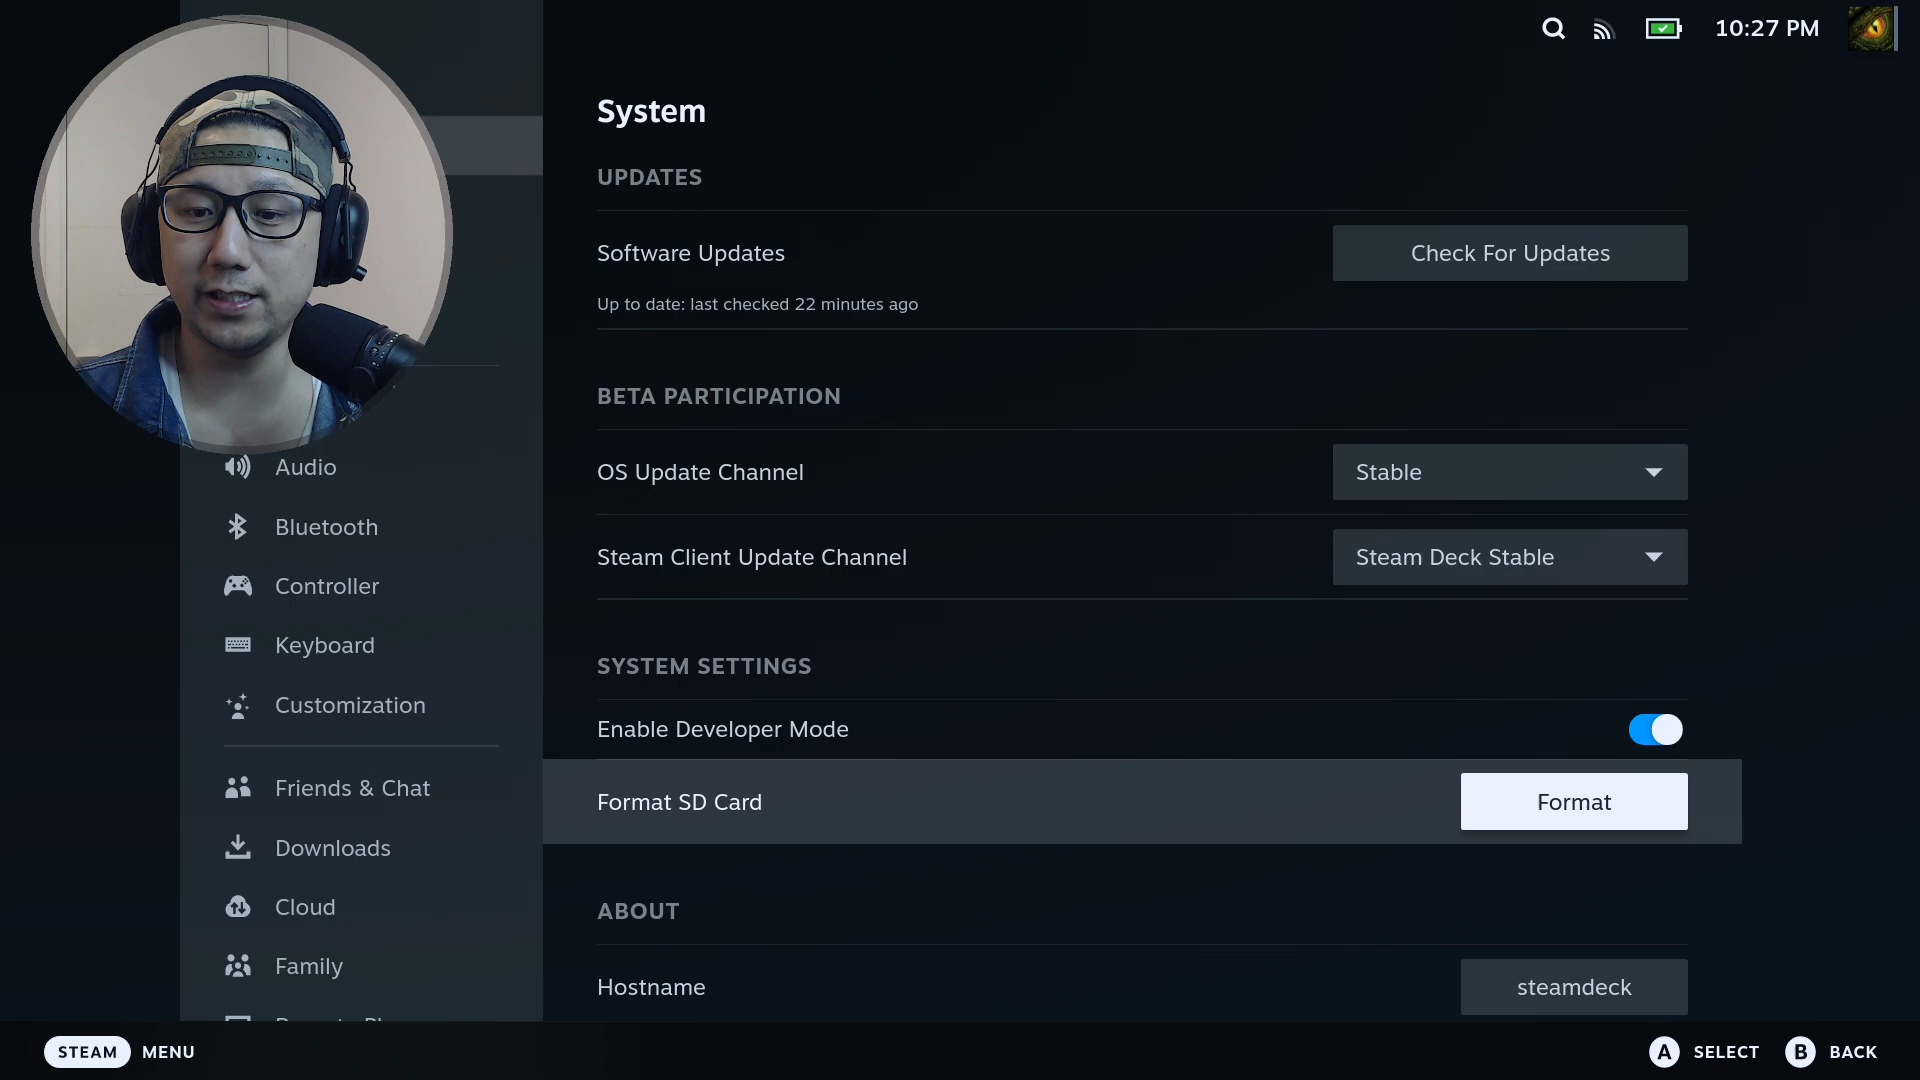 10:27 PM
System
UPDATES
Software Updates
Check For Updates
Up to date: last checked 22 minutes ago
BETA PARTICIPATION
OS Update Channel
Stable
Steam Client Update Channel
Steam Deck Stable
SYSTEM SETTINGS
Enable Developer Mode
Format SD Card
Format
ABOUT
Hostname
steamdeck
Audio
Bluetooth
Controller
Keyboard
Customization
Friends & Chat
Downloads
Cloud
Family
STEAM MENU
A SELECT B BACK